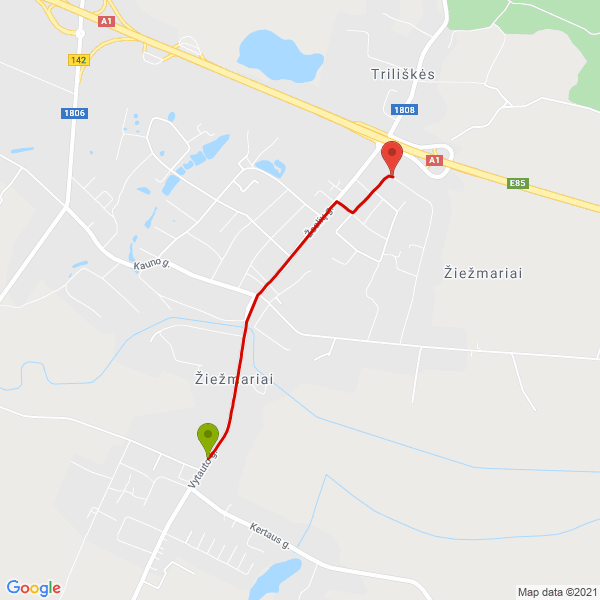 A1
142
Triliškės
1806
1808
A1
E85
Žaslių g.
Kauno g.
Žiežmariai
Žiežmariai
Vytauto g.
Kertaus g.
Google
Map data ©2021